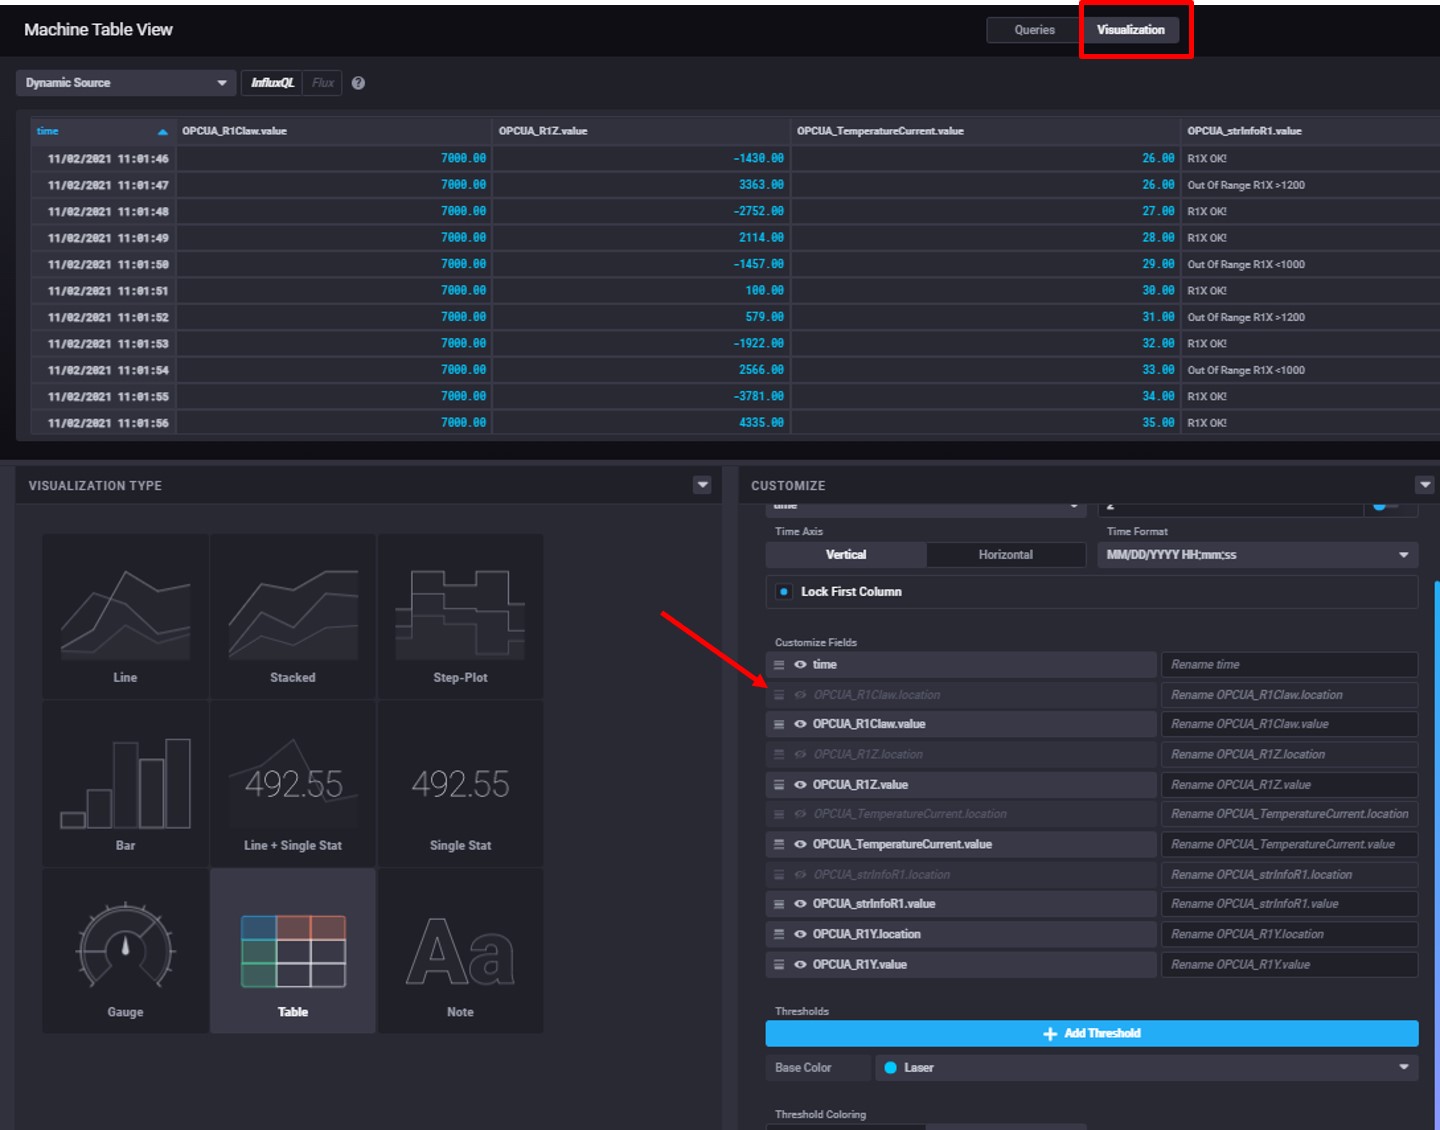 Machine Table View
Queries
Visualization
Dynamic Source
InfluxQL
Flux
?
time OPCUA_R1Claw.value OPCUA_R1Z.value OPCUA_TemperatureCurrent.value OPCUA_strInfoR1.value
11/02/2021 11:01:46 7000.00 -1430.00 26.00 R1X OK!
11/02/2021 11:01:47 7000.00 3363.00 26.00 Out Of Range R1X >1200
11/02/2021 11:01:48 7000.00 -2752.00 27.00 R1X OK!
11/02/2021 11:01:49 7000.00 2114.00 28.00 R1X OK!
11/02/2021 11:01:50 7000.00 -1457.00 29.00 Out Of Range R1X <1000
11/02/2021 11:01:51 7000.00 100.00 30.00 R1X OK!
11/02/2021 11:01:52 7000.00 579.00 31.00 Out Of Range R1X >1200
11/02/2021 11:01:53 7000.00 -1922.00 32.00 R1X OK!
11/02/2021 11:01:54 7000.00 2566.00 33.00 Out Of Range R1X <1000
11/02/2021 11:01:55 7000.00 -3781.00 34.00 R1X OK!
11/02/2021 11:01:56 7000.00 4335.00 35.00 R1X OK!
VISUALIZATION TYPE
Line
Stacked
Step-Plot
Bar
492.55
Line + Single Stat
492.55
Single Stat
Gauge
Table
Aa
Note
CUSTOMIZE
time
2
Time Axis
Time Format
Vertical
Horizontal
MM/DD/YYYY HH:mm:ss
Lock First Column
Customize Fields
time Rename time
OPCUA_R1Claw.location Rename OPCUA_R1Claw.location
OPCUA_R1Claw.value Rename OPCUA_R1Claw.value
OPCUA_R1Z.location Rename OPCUA_R1Z.location
OPCUA_R1Z.value Rename OPCUA_R1Z.value
OPCUA_TemperatureCurrent.location Rename OPCUA_TemperatureCurrent.location
OPCUA_TemperatureCurrent.value Rename OPCUA_TemperatureCurrent.value
OPCUA_strInfoR1.location Rename OPCUA_strInfoR1.location
OPCUA_strInfoR1.value Rename OPCUA_strInfoR1.value
OPCUA_R1Y.location Rename OPCUA_R1Y.location
OPCUA_R1Y.value Rename OPCUA_R1Y.value
Thresholds
+ Add Threshold
Base Color
Laser
Threshold Coloring